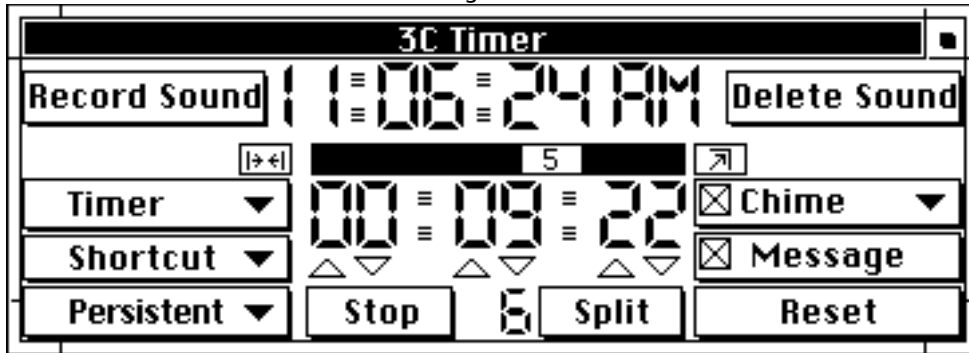 3C Timer
Record Sound 11:06:24 AM Delete Sound
5
Timer 00:09:22 Chime
Shortcut Message
Persistent Stop 6 Split Reset